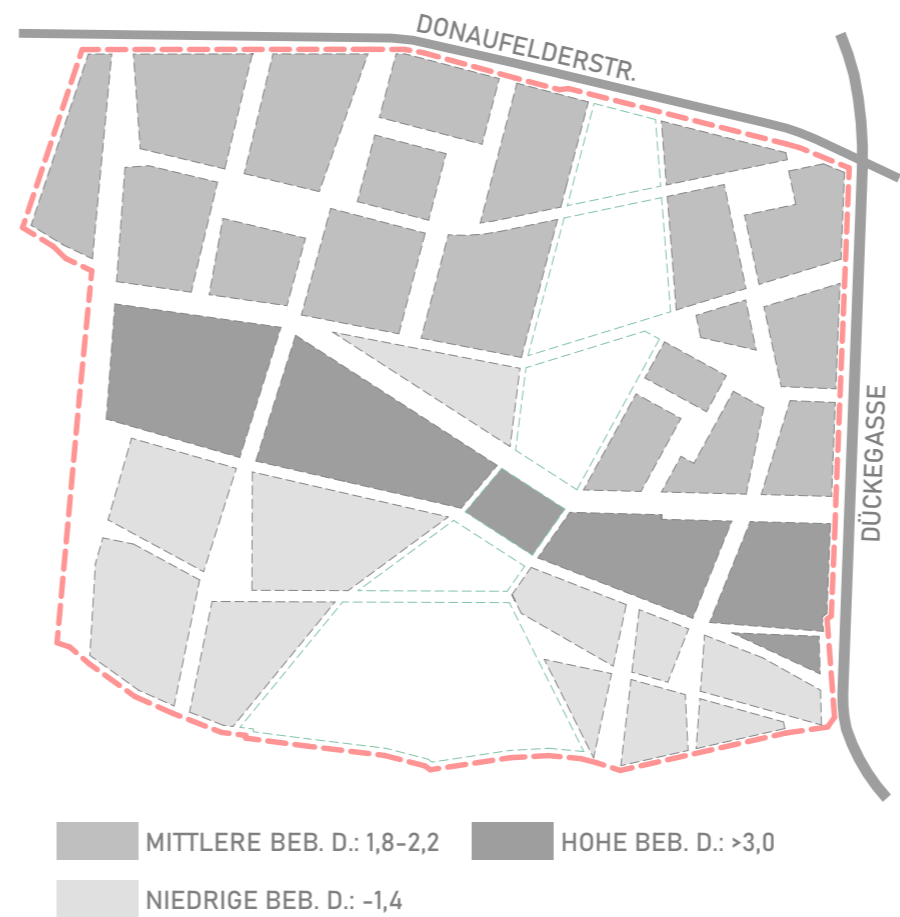 DONAUFELDERSTR.
DÜCKEGASSE
MITTLERE BEB. D.: 1,8-2,2
HOHE BEB. D.: >3,0
NIEDRIGE BEB. D.: -1,4